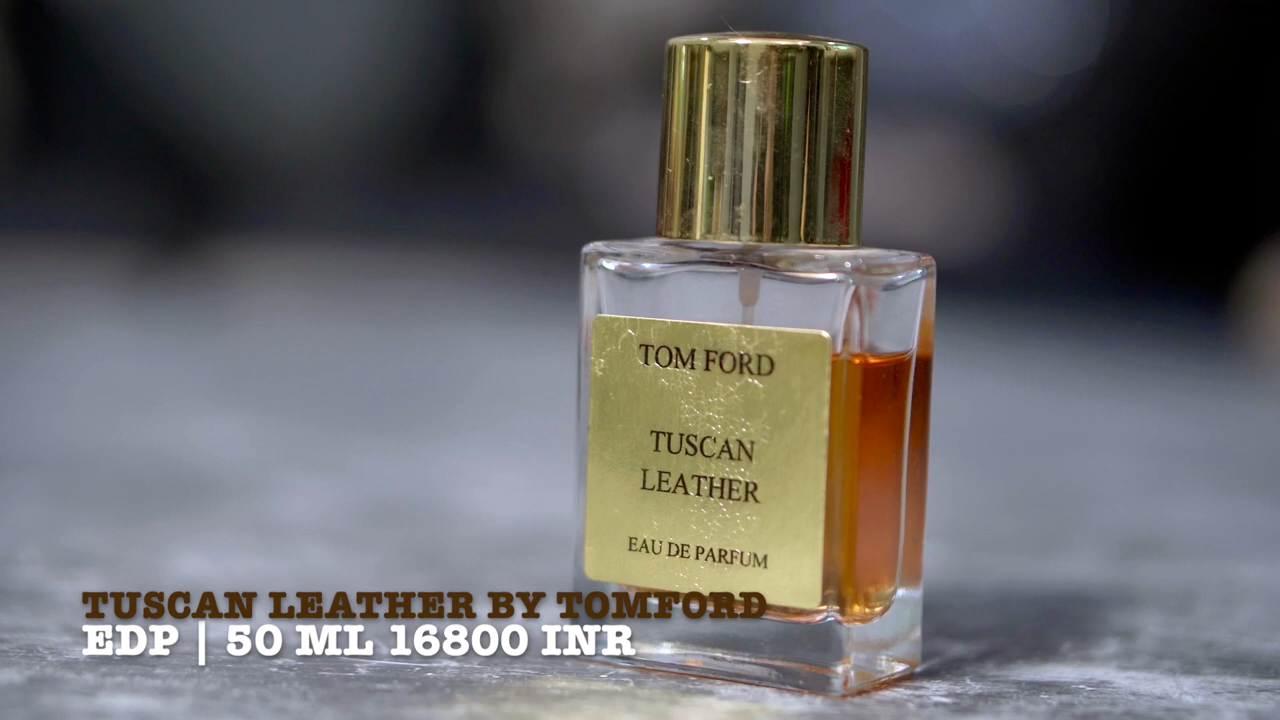 TOM FORD
TUSCAN
LEATHER
EAU DE PARFUM
TUSCAN LEATHER BY TOMFORD
EDP | 50 ML 16800 INR